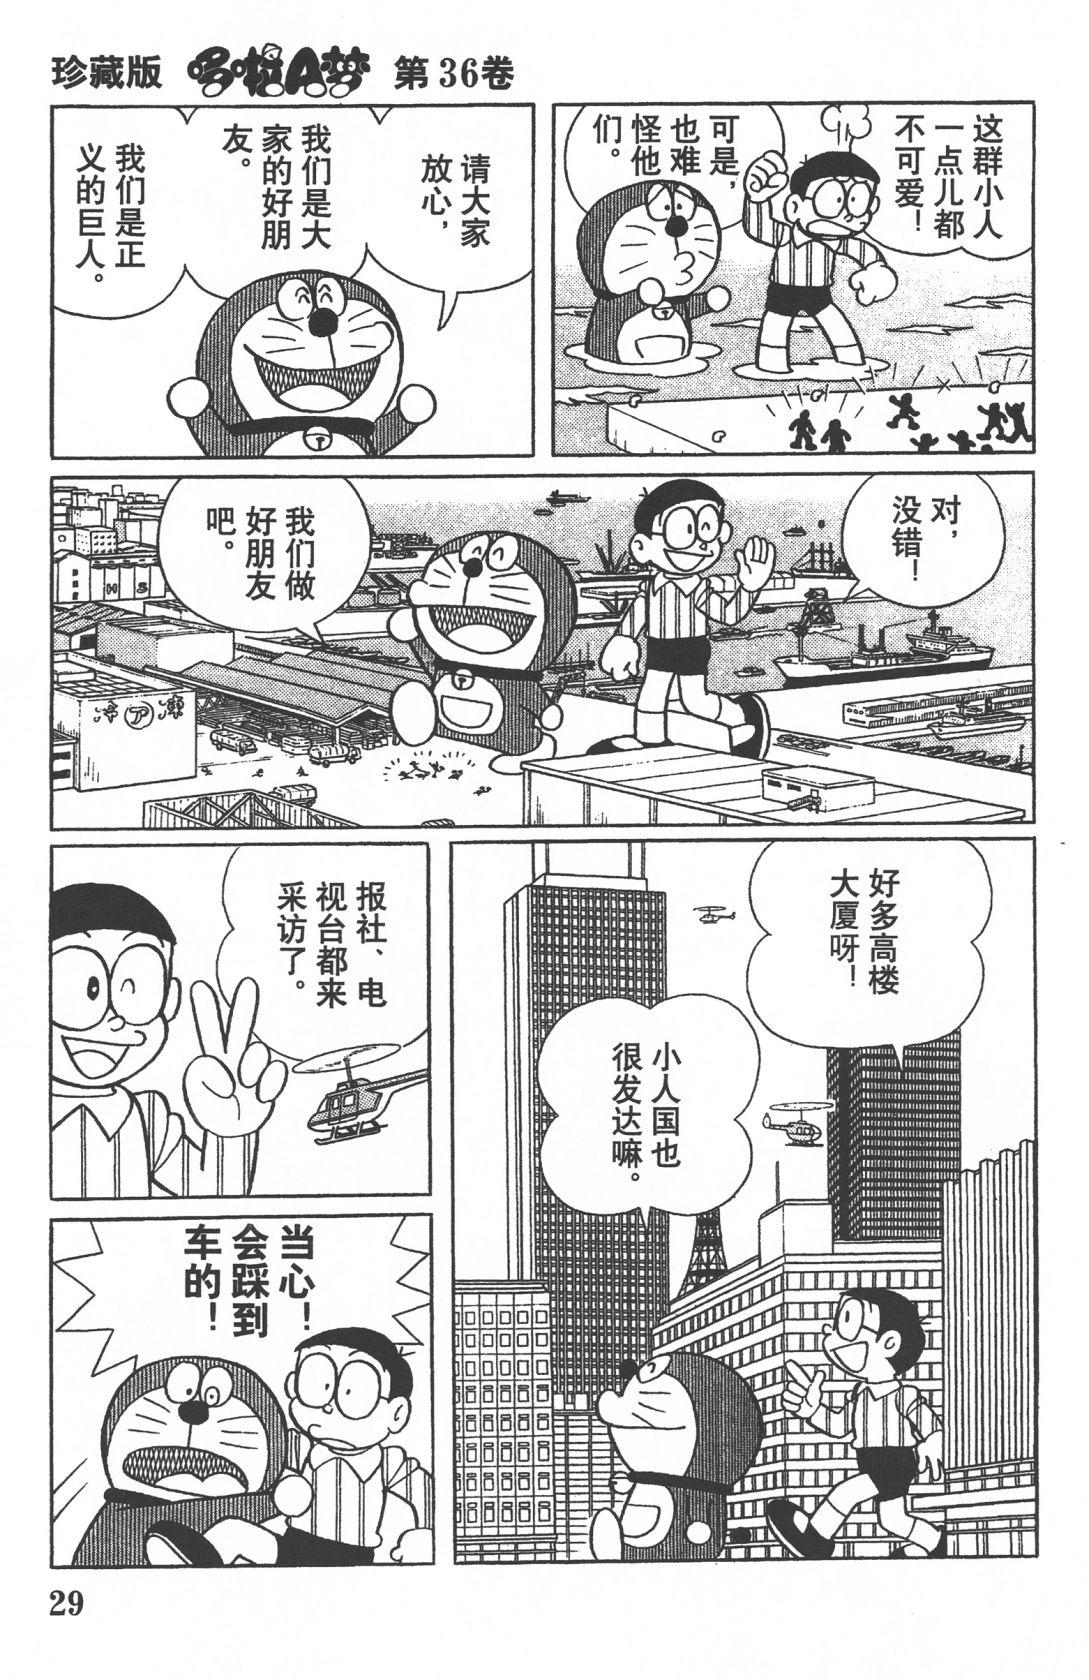 珍藏版 哆啦A梦 第36卷
这群小人
一点儿都
不可爱！
可是，
也难
怪他
们。
请大家
放心，
我们是大
家的好朋
友。
我们是正
义的巨人。
对，
没错！
我们做
好朋友
吧。
HS
冷凍
好多高楼
大厦呀！
小人国也
很发达嘛。
报社、电
视台都来
采访了。
当心！
会踩到
车的！
29